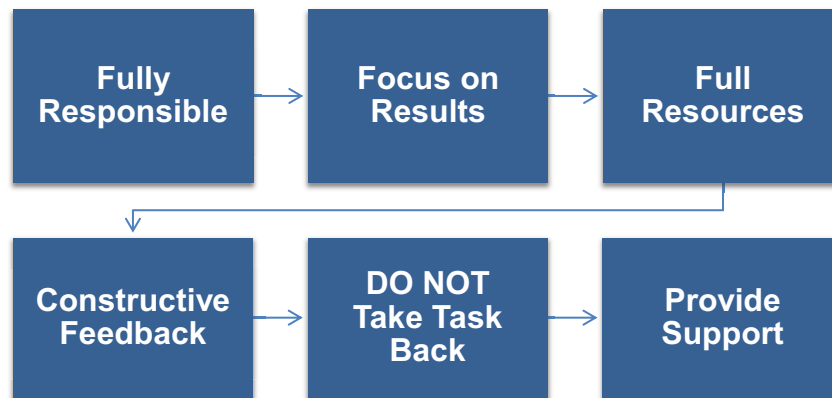 Fully
Responsible
Focus on
Results
Full
Resources
Constructive
Feedback
DO NOT
Take Task
Back
Provide
Support